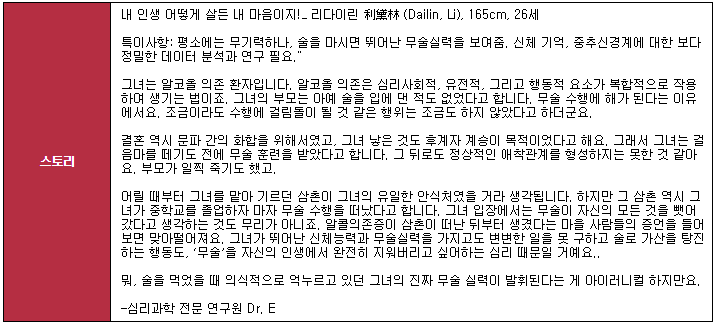 내 인생 어떻게 살든 내 마음이지!_ 리다이린 利黛林 (Dailin, Li), 165cm, 26세
특이사항: 평소에는 무기력하나, 술을 마시면 뛰어난 무술실력을 보여줌. 신체 기억, 중추신경계에 대한 보다
정밀한 데이터 분석과 연구 필요."
그녀는 알코올 의존 환자입니다. 알코올 의존은 심리사회적, 유전적, 그리고 행동적 요소가 복합적으로 작용
하여 생기는 법이죠. 그녀의 부모는 아예 술을 입에 댄 적도 없었다고 합니다. 무술 수행에 해가 된다는 이유
에서요. 조금이라도 수행에 걸림돌이 될 것 같은 행위는 조금도 하지 않았다고 하더군요.
결혼 역시 문파 간의 화합을 위해서였고, 그녀 낳은 것도 후계자 계승이 목적이었다고 해요. 그래서 그녀는 걸
음마를 떼기도 전에 무술 훈련을 받았다고 합니다. 그 뒤로도 정상적인 애착관계를 형성하지는 못한 것 같아
요. 부모가 일찍 죽기도 했고.
스토리
어릴 때부터 그녀를 맡아 기르던 삼촌이 그녀의 유일한 안식처였을 거라 생각됩니다. 하지만 그 삼촌 역시 그
녀가 중학교를 졸업하자 마자 무술 수행을 떠났다고 합니다. 그녀 입장에서는 무술이 자신의 모든 것을 뺏어
갔다고 생각하는 것도 무리가 아니죠. 알콜의존증이 삼촌이 떠난 뒤부터 생겼다는 마을 사람들의 증언을 들어
보면 맞아떨어져요. 그녀가 뛰어난 신체능력과 무술실력을 가지고도 변변한 일을 못 구하고 술로 가산을 탕진
하는 행동도, '무술'을 자신의 인생에서 완전히 지워버리고 싶어하는 심리 때문일 거예요..
뭐, 술을 먹었을 때 의식적으로 억누르고 있던 그녀의 진짜 무술 실력이 발휘된다는 게 아이러니컬 하지만요.
-심리과학 전문 연구원 Dr. E